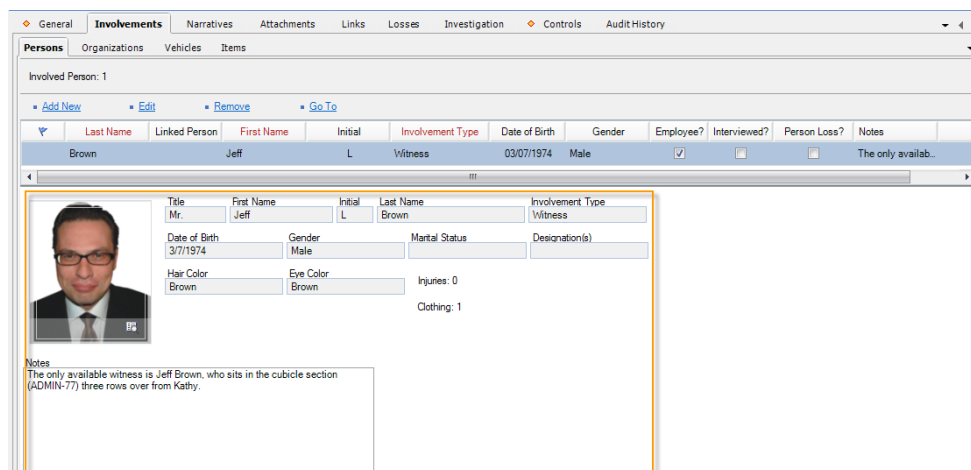 General Involvements Narratives Attachments Links Losses Investigation Controls Audit History
Persons Organizations Vehicles Items
Involved Person: 1
Add New Edit Remove Go To
Last Name Linked Person First Name Initial Involvement Type Date of Birth Gender Employee? Interviewed? Person Loss? Notes
Brown Jeff L Witness 03/07/1974 Male The only availab..
Title First Name Initial Last Name Involvement Type
Mr. Jeff L Brown Witness
Date of Birth Gender Marital Status Designation(s)
3/7/1974 Male
Hair Color Eye Color
Brown Brown
Injuries: 0
Clothing: 1
Notes
The only available witness is Jeff Brown, who sits in the cubicle section
(ADMIN-77) three rows over from Kathy.